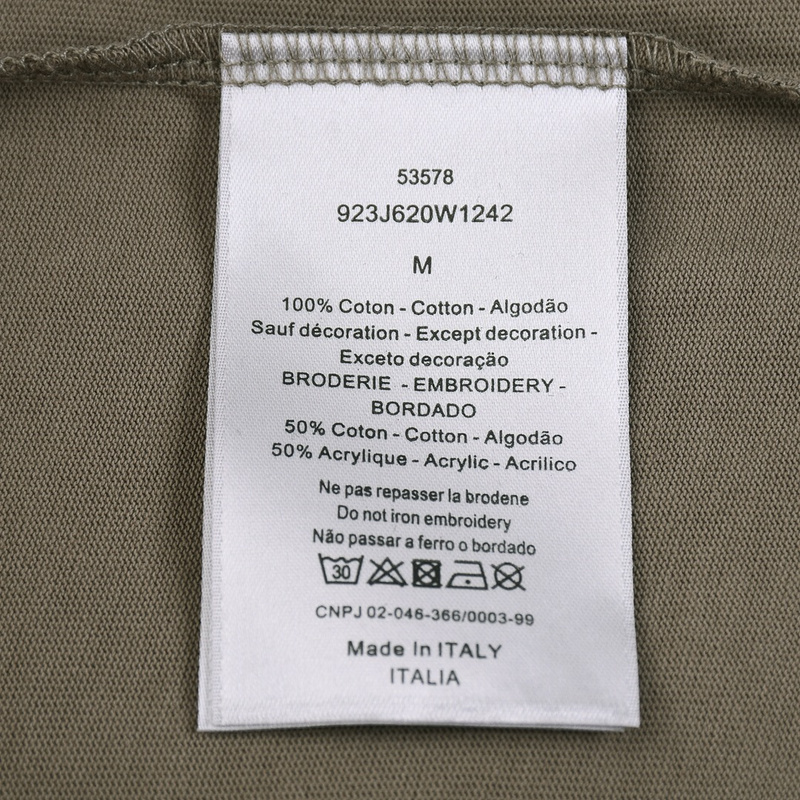 53578
923J620W1242
M
100% Coton - Cotton - Algodão
Sauf décoration - Except decoration -
Exceto decoraçäo
BRODERIE - EMBROIDERY -
BORDADO
50% Coton - Cotton - Algodão
50% Acrylique - Acrylic - Acrilico
Ne pas repasser la brodene
Do not iron embroidery
Não passar a ferro o bordado
30
CNPJ 02-046-366/0003-99
Made In ITALY
ITALIA